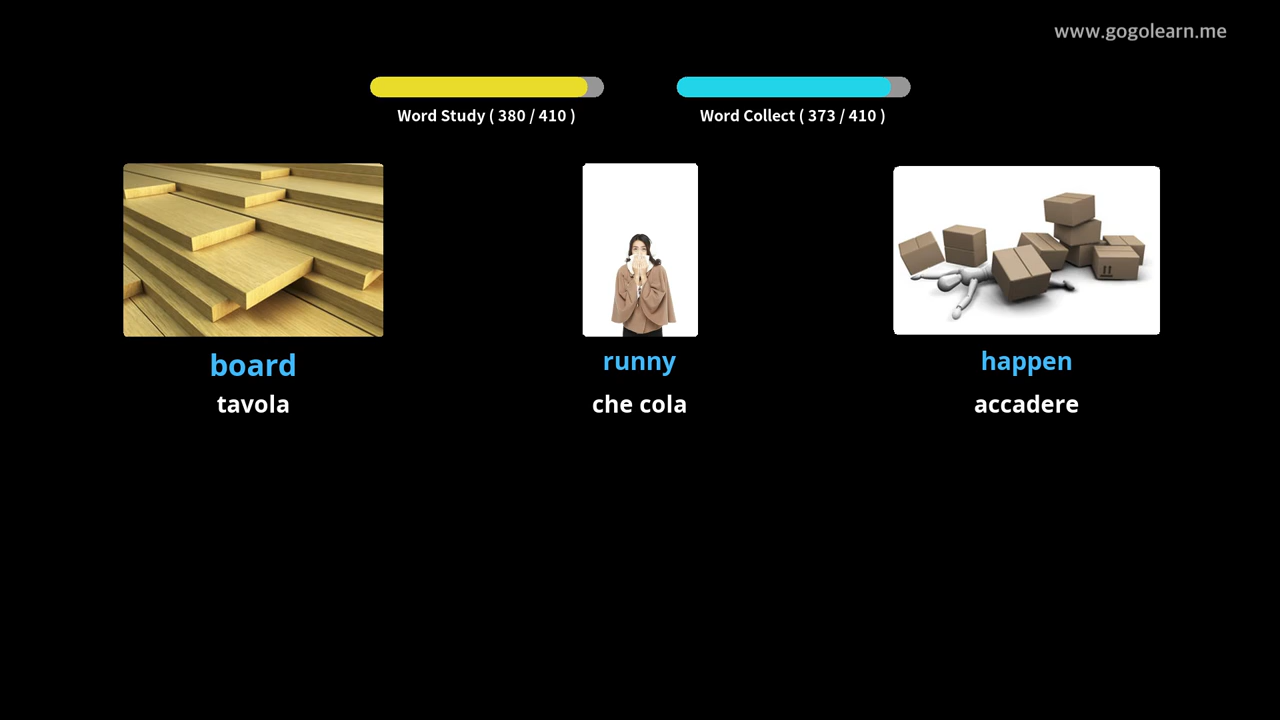 www.gogolearn.me
Word Study ( 380 / 410 )
Word Collect ( 373 / 410 )
board
tavola
runny
che cola
happen
accadere